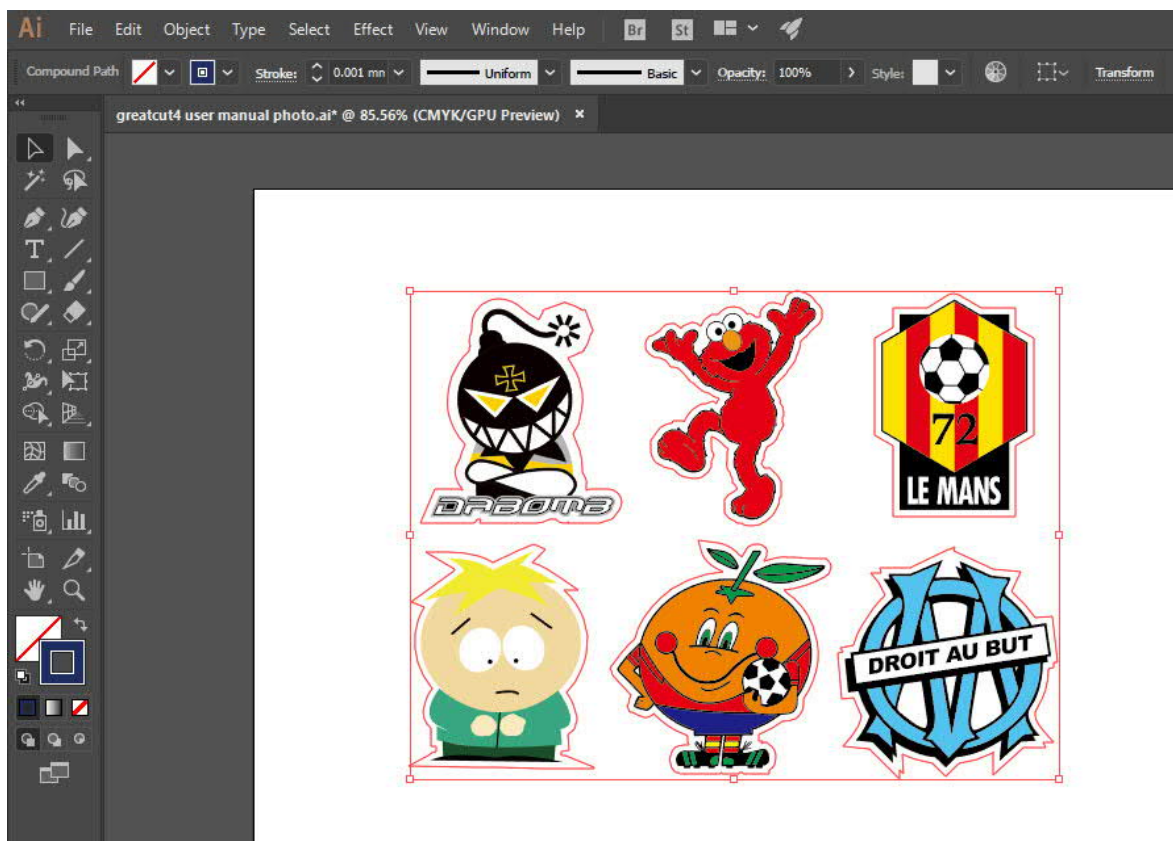 Ai File Edit Object Type Select Effect View Window Help Br St
Compound Path Stroke: 0.001 mn Uniform Basic Opacity: 100% Style: Transform
greatcut4 user manual photo.ai* @ 85.56% (CMYK/GPU Preview) ×
T
DABOMB
72
LE MANS
DROIT AU BUT